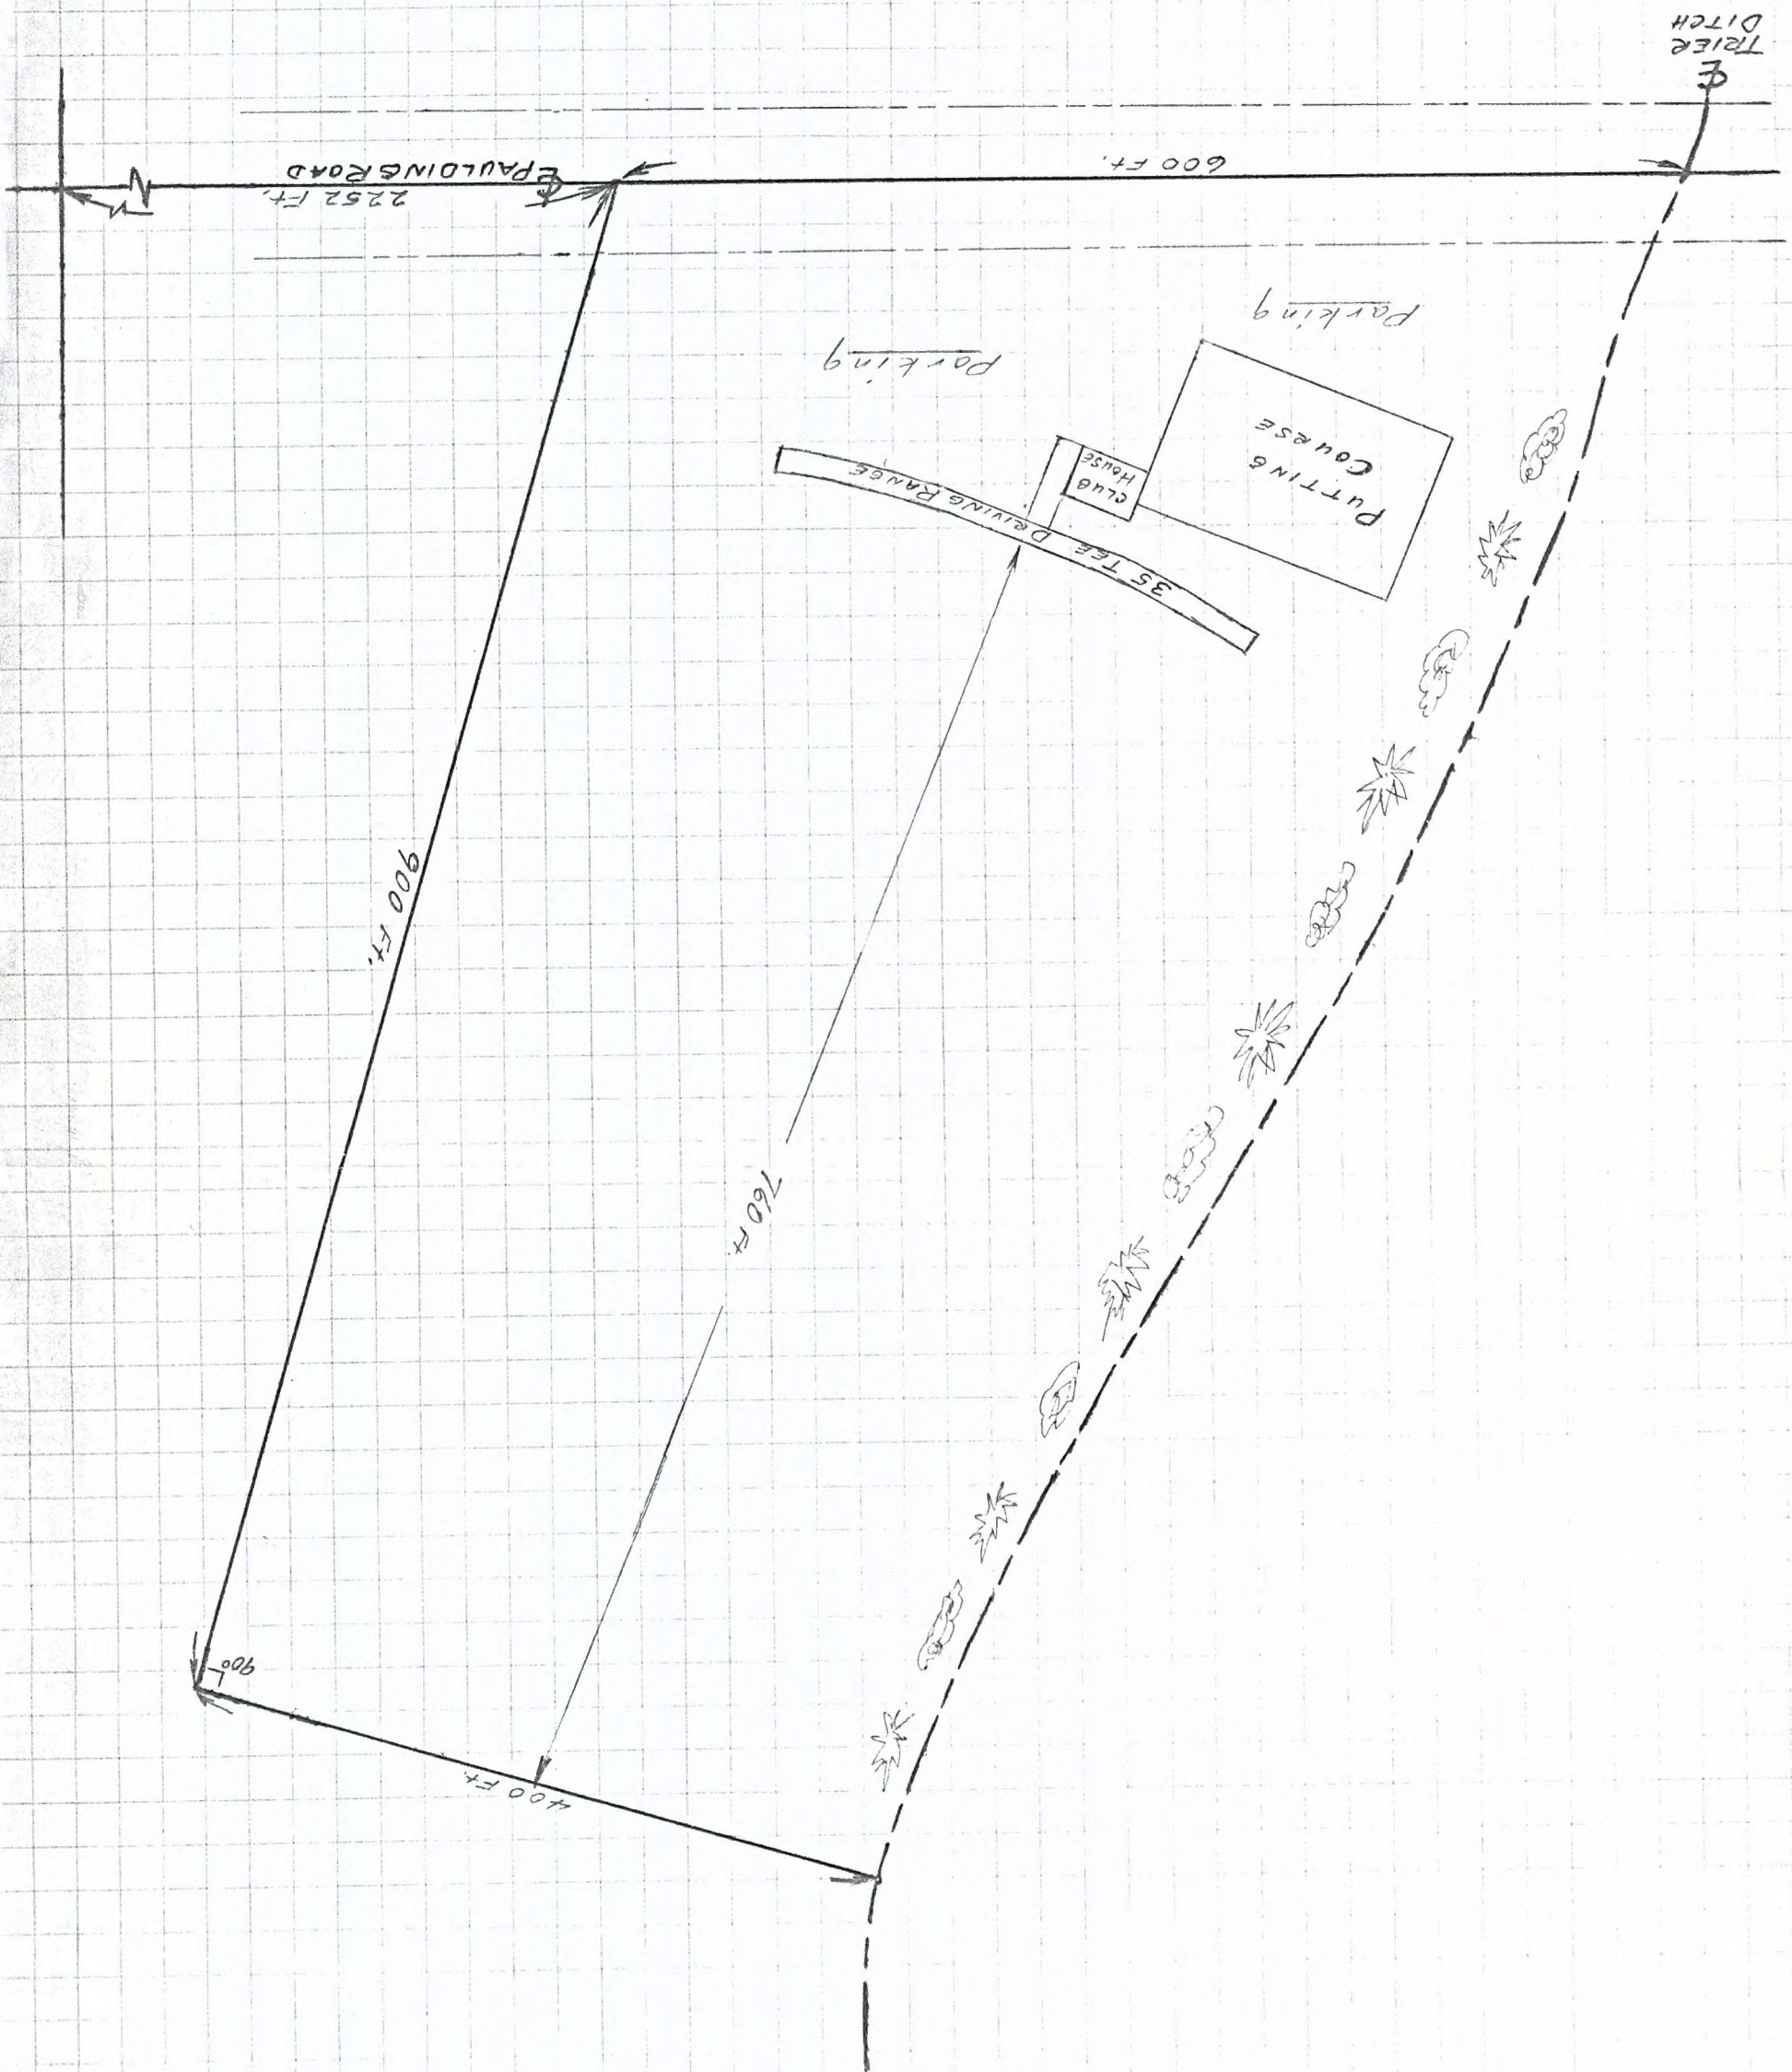 400 Ft.
90°
760 Ft.
900 Ft.
35 TEE DRIVING RANGE
PUTTING
COURSE
CLUB
HOUSE
Parking
Parking
2252 Ft.
℄ PAULDING ROAD
600 Ft.
℄
TRIER
DITCH